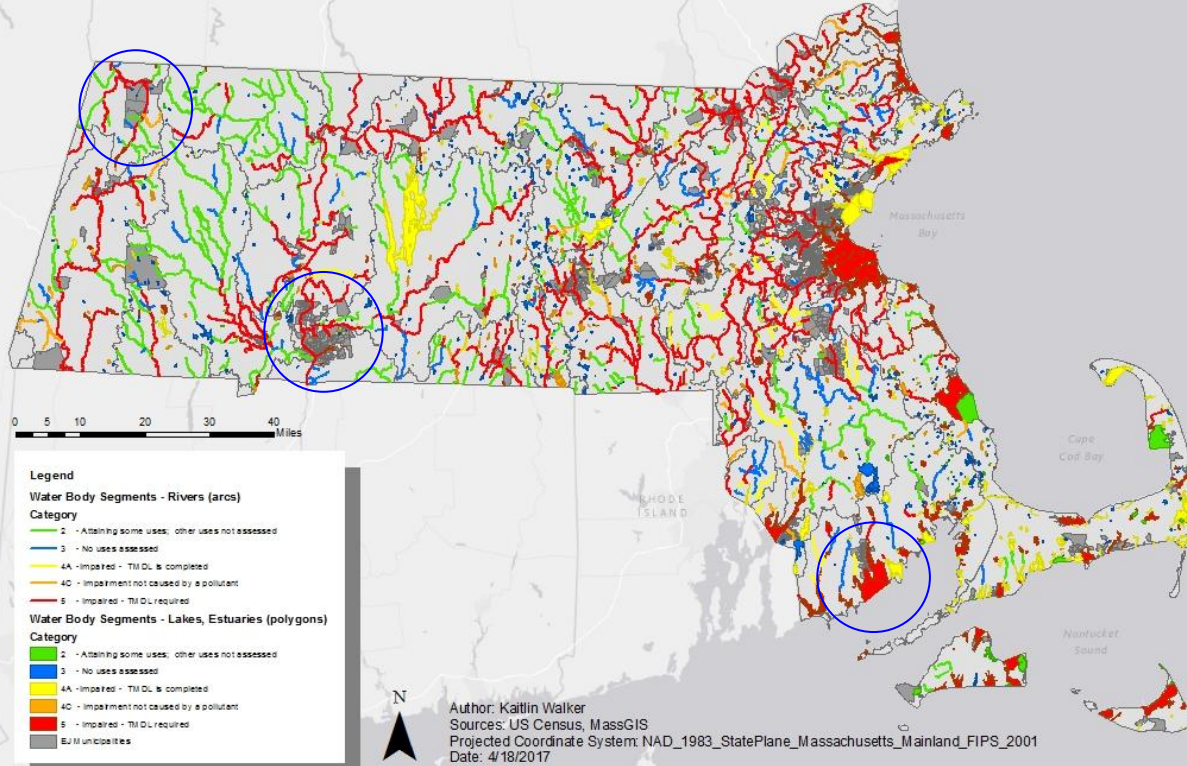 Massachusetts
Bay
0 5 10 20 30 40
Miles
Cape
Cod Bay
Legend
Water Body Segments - Rivers (arcs)
Category
2 - Attaining some uses; other uses not assessed
3 - No uses assessed
4A - Impaired - TMDL is completed
4C - Impairment not caused by a pollutant
5 - Impaired - TMDL required
Water Body Segments - Lakes, Estuaries (polygons)
Category
2 - Attaining some uses; other uses not assessed
3 - No uses assessed
4A - Impaired - TMDL is completed
4C - Impairment not caused by a pollutant
5 - Impaired - TMDL required
EJ Municipalities
RHODE
ISLAND
Nantucket
Sound
N
Author: Kaitlin Walker
Sources: US Census, MassGIS
Projected Coordinate System: NAD_1983_StatePlane_Massachusetts_Mainland_FIPS_2001
Date: 4/18/2017